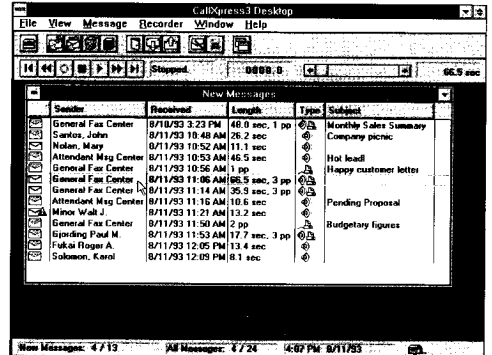 CallXpress3 Desktop
File View Message Recorder Window Help
Stopped. 0000.0 66.5 sec
New Messages
Sender Received Length Type Subject
General Fax Center 8/10/93 3:23 PM 48.0 sec, 1 pp Monthly Sales Summary
Santos, John 8/11/93 10:48 AM 26.2 sec Company picnic
Nolan, Mary 8/11/93 10:52 AM 11.1 sec
Attendant Msg Center 8/11/93 10:53 AM 46.5 sec Hot lead!
General Fax Center 8/11/93 10:56 AM 1 pp Happy customer letter
General Fax Center 8/11/93 11:06 AM 66.5 sec, 3 pp
General Fax Center 8/11/93 11:14 AM 35.9 sec, 3 pp
Attendant Msg Center 8/11/93 11:16 AM 10.6 sec Pending Proposal
Minor Walt J. 8/11/93 11:21 AM 13.2 sec
General Fax Center 8/11/93 11:50 AM 2 pp Budgetary figures
Gjording Paul M. 8/11/93 11:53 AM 17.7 sec, 3 pp
Fukai Roger A. 8/11/93 12:05 PM 13.4 sec
Solomon, Karol 8/11/93 12:09 PM 8.1 sec
New Messages: 4 / 13 All Messages: 4 / 24 4:07 PM 8/11/93